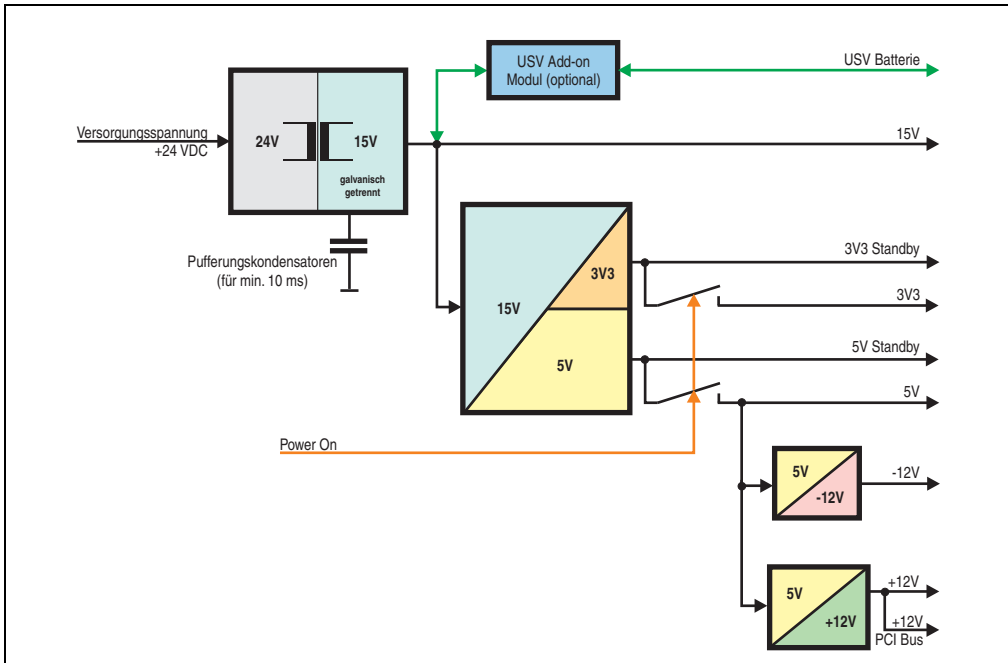 USV Add-on
Modul (optional)
USV Batterie
Versorgungsspannung
+24 VDC
24V
15V
galvanisch
getrennt
15V
Pufferungskondensatoren
(für min. 10 ms)
15V
3V3
5V
3V3 Standby
3V3
5V Standby
5V
Power On
5V
-12V
-12V
5V
+12V
+12V
+12V
PCI Bus